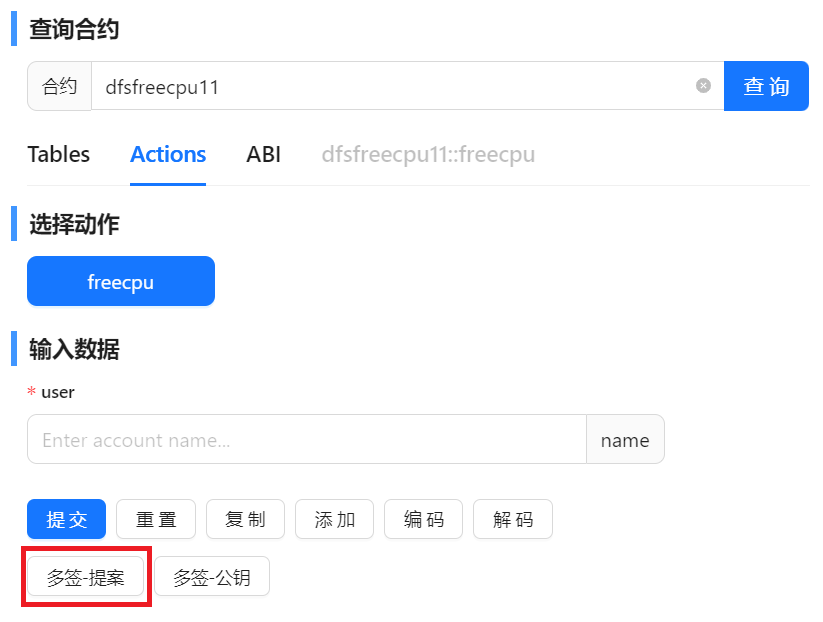 查询合约
合约 dfsfreecpu11 查 询
Tables Actions ABI dfsfreecpu11::freecpu
选择动作
freecpu
输入数据
* user
Enter account name... name
提 交 重 置 复 制 添 加 编 码 解 码
多签-提案 多签-公钥